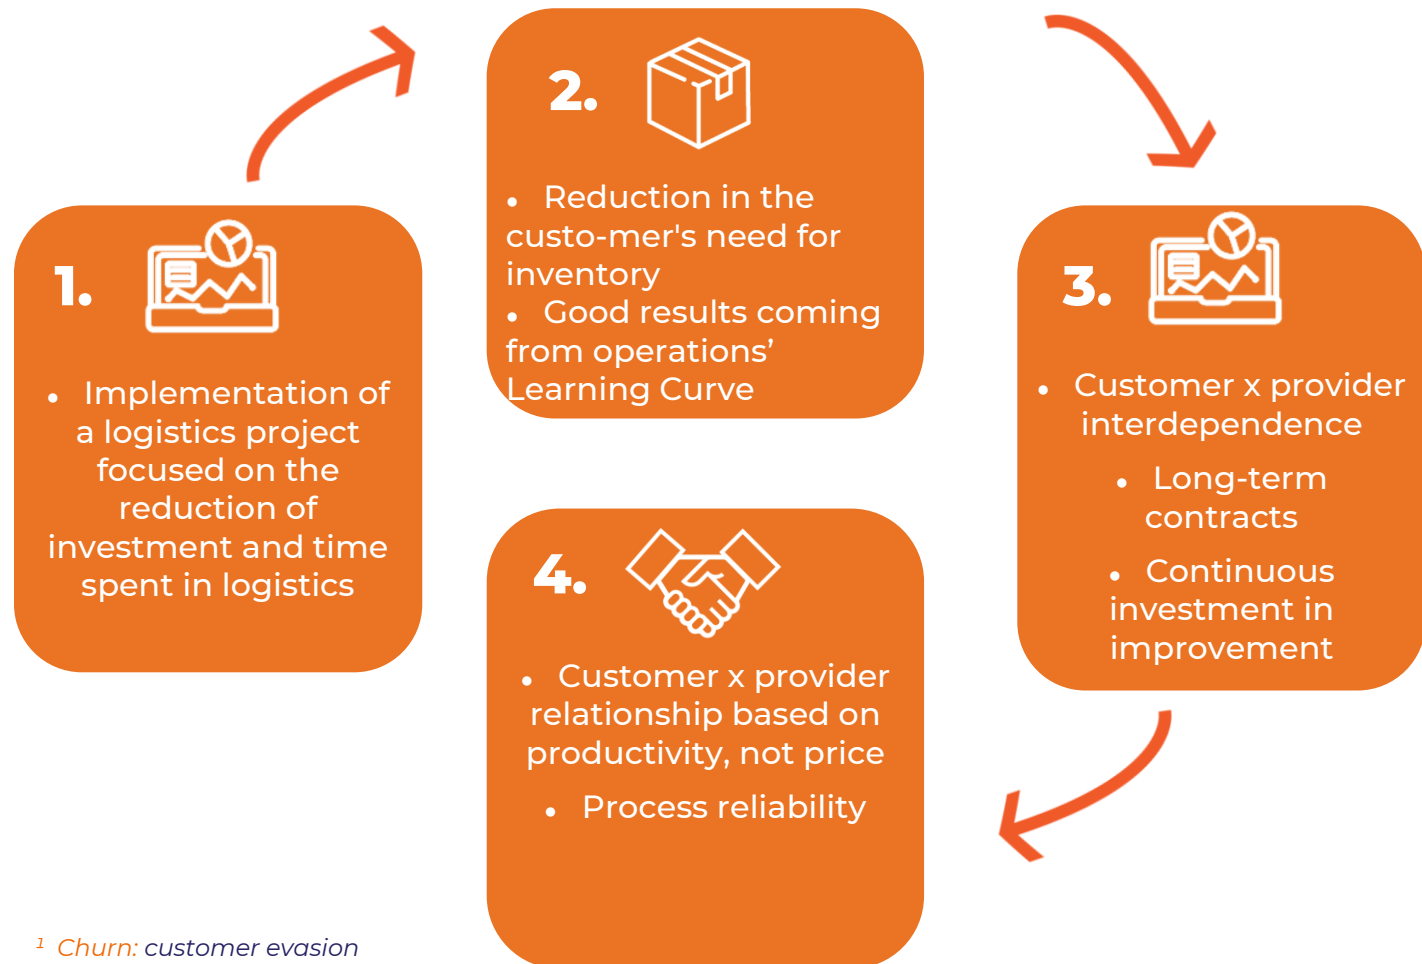 1.
• Implementation of
a logistics project
focused on the
reduction of
investment and time
spent in logistics
2.
• Reduction in the
custo-mer's need for
inventory
• Good results coming
from operations’
Learning Curve
3.
• Customer x provider
interdependence
• Long-term
contracts
• Continuous
investment in
improvement
4.
• Customer x provider
relationship based on
productivity, not price
• Process reliability
¹ Churn: customer evasion